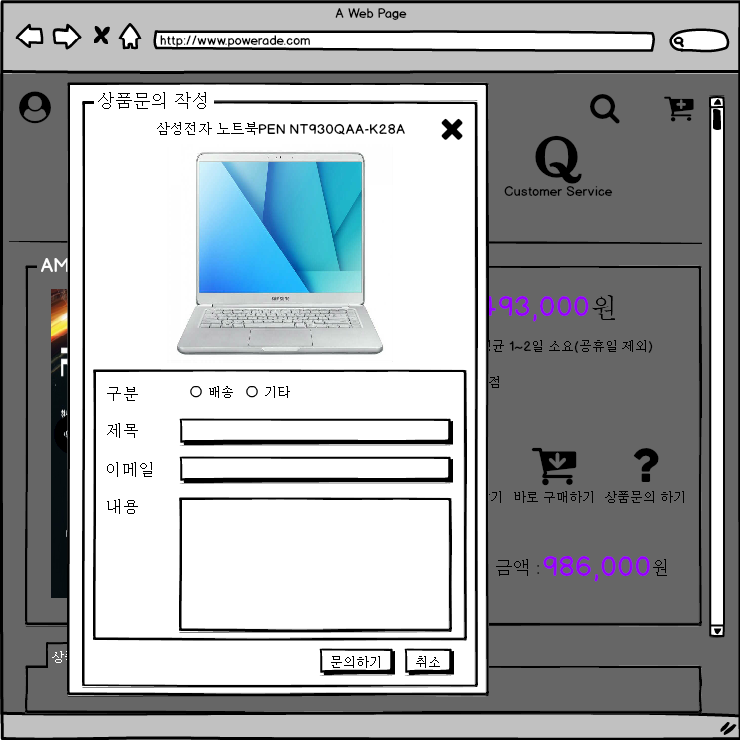 A Web Page
http://www.powerade.com
상품문의 작성
삼성전자 노트북PEN NT930QAA-K28A
SAMSUNG
Q
Customer Service
AM
493,000원
균 1~2일 소요(공휴일 제외)
점
구분
배송
기타
제목
이메일
내용
기
바로 구매하기
상품문의 하기
금액 : 986,000원
문의하기
취소
상